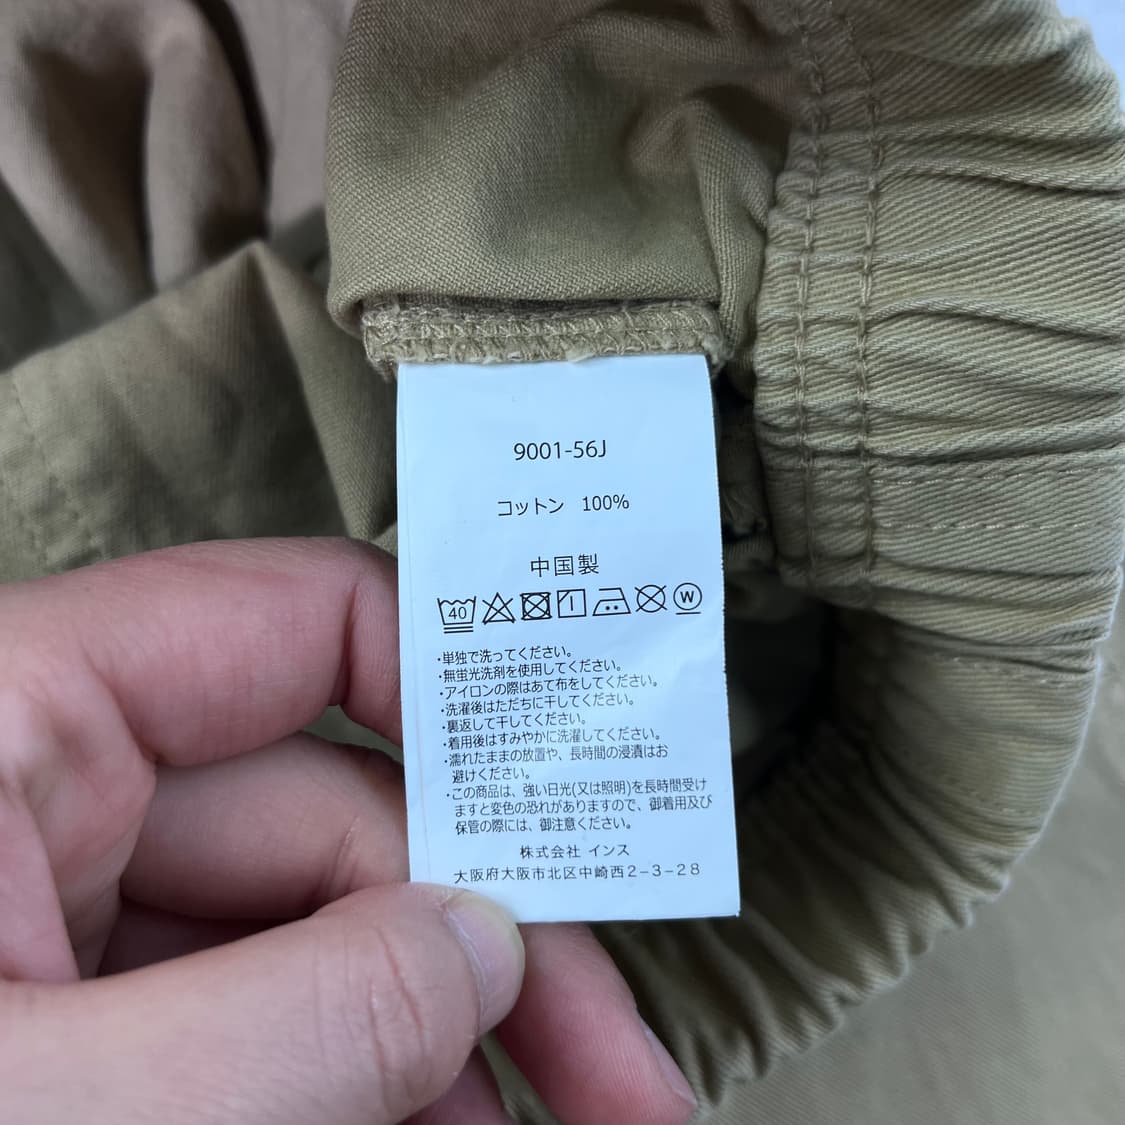 9001-56J
コットン 100%
中国製
40 W
・単独で洗ってください。
・無蛍光洗剤を使用してください。
・アイロンの際はあて布をしてください。
・洗濯後はただちに干してください。
・裏返して干してください。
・着用後はすみやかに洗濯してください。
・濡れたままの放置や、長時間の浸漬はお
避けください。
・この商品は、強い日光(又は照明)を長時間受け
ますと変色の恐れがありますので、御着用及び
保管の際には、御注意ください。
株式会社 インス
大阪府大阪市北区中崎西2-3-28